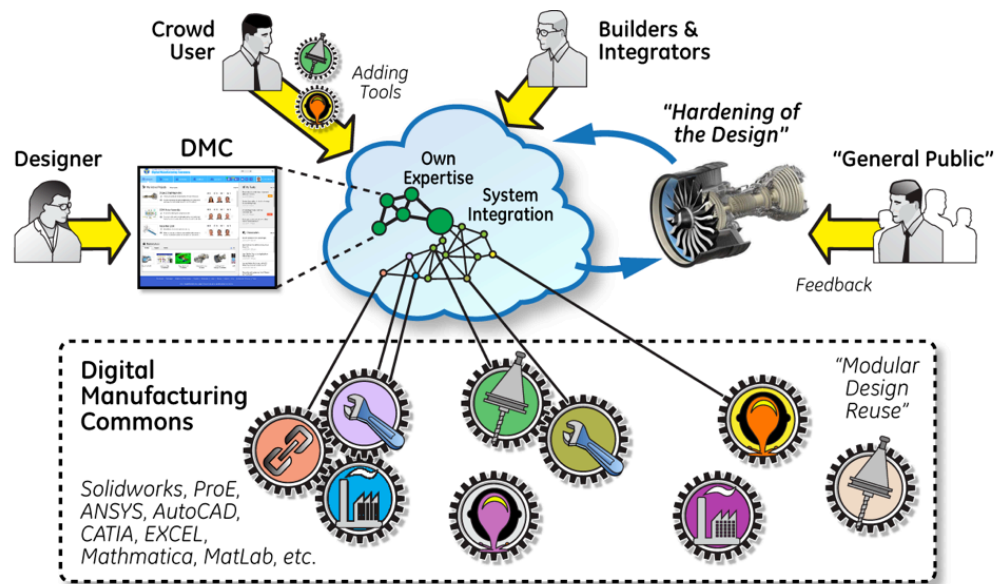 Crowd
User
Adding
Tools
Builders &
Integrators
"Hardening of
the Design"
Designer
DMC
Own
Expertise
System
Integration
"General Public"
Feedback
Digital
Manufacturing
Commons
"Modular
Design
Reuse"
Solidworks, ProE,
ANSYS, AutoCAD,
CATIA, EXCEL,
Mathmatica, MatLab, etc.